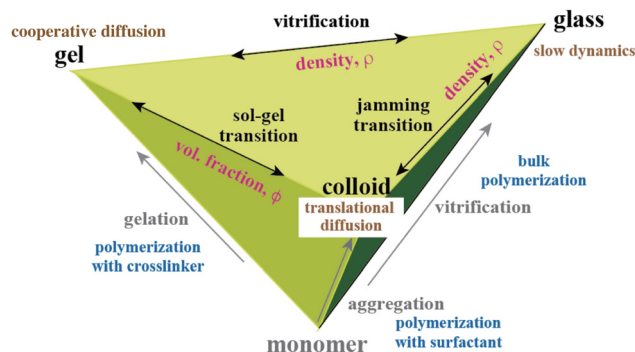 vitrification
glass
cooperative diffusion
gel
density, ρ
density, ρ
slow dynamics
sol-gel
transition
jamming
transition
vol. fraction, ϕ
colloid
translational
diffusion
bulk
polymerization
vitrification
gelation
polymerization
with crosslinker
aggregation
monomer
polymerization
with surfactant